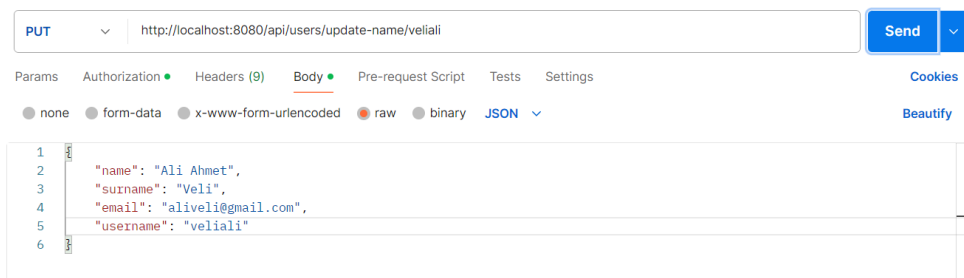 PUT http://localhost:8080/api/users/update-name/veliali Send
Params Authorization Headers (9) Body Pre-request Script Tests Settings Cookies
none form-data x-www-form-urlencoded raw binary JSON Beautify
1 {
2 "name": "Ali Ahmet",
3 "surname": "Veli",
4 "email": "aliveli@gmail.com",
5 "username": "veliali"
6 }